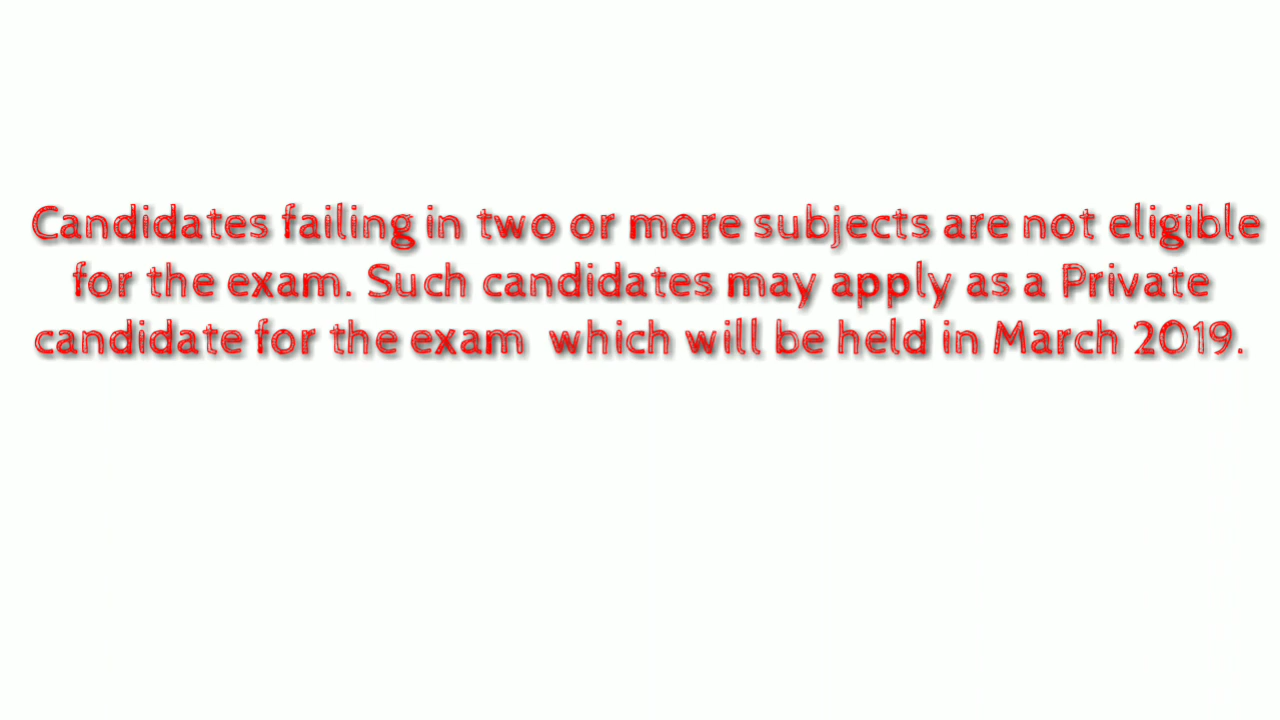 Candidates failing in two or more subjects are not eligible
for the exam. Such candidates may apply as a Private
candidate for the exam  which will be held in March 2019.